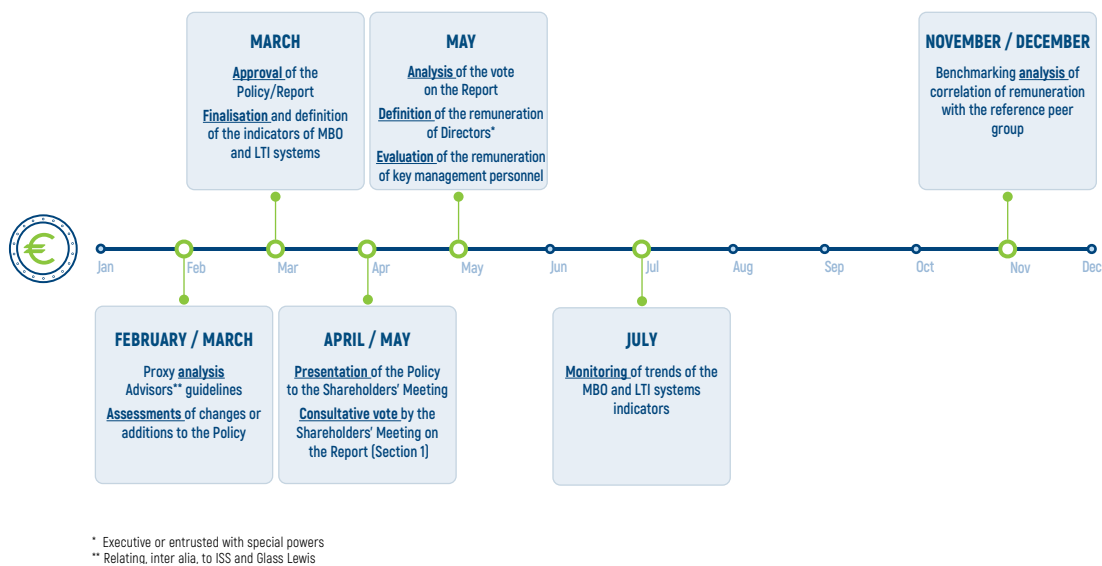 MARCH
Approval of the
Policy/Report
Finalisation and definition
of the indicators of MBO
and LTI systems
MAY
Analysis of the vote
on the Report
Definition of the remuneration
of Directors*
Evaluation of the remuneration
of key management personnel
NOVEMBER / DECEMBER
Benchmarking analysis of
correlation of remuneration
with the reference peer
group
€
Jan
Feb
Mar
Apr
May
Jun
Jul
Aug
Sep
Oct
Nov
Dec
FEBRUARY / MARCH
Proxy analysis
Advisors** guidelines
Assessments of changes or
additions to the Policy
APRIL / MAY
Presentation of the Policy
to the Shareholders' Meeting
Consultative vote by the
Shareholders' Meeting on
the Report (Section 1)
JULY
Monitoring of trends of the
MBO and LTI systems
indicators
* Executive or entrusted with special powers
** Relating, inter alia, to ISS and Glass Lewis